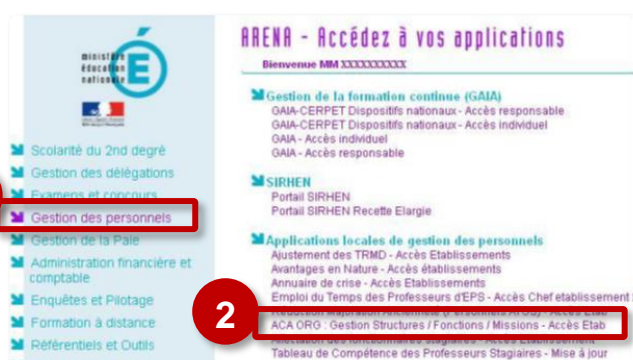 ministère
éducation
nationale
Scolarité du 2nd degré
Gestion des délégations
Examens et concours
Gestion des personnels
Gestion de la Paie
Administration financière et
comptable
Enquêtes et Pilotage
Formation à distance
Référentiels et Outils
ARENA - Accédez à vos applications
Bienvenue MM XXXXXXXXXX
Gestion de la formation continue (GAIA)
GAIA-CERPET Dispositifs nationaux - Accès responsable
GAIA-CERPET Dispositifs nationaux - Accès individuel
GAIA - Accès individuel
GAIA - Accès responsable
SIRHEN
Portail SIRHEN
Portail SIRHEN Recette Elargie
Applications locales de gestion des personnels
Ajustement des TRMD - Accès Etablissements
Avantages en Nature - Accès établissements
Annuaire de crise - Accès Etablissements
Emploi du Temps des Professeurs d'EPS - Accès Chef etablissement
2
ACA ORG : Gestion Structures / Fonctions / Missions - Accès Etab
Tableau de Compétence des Professeurs Stagiaires - Mise à jour